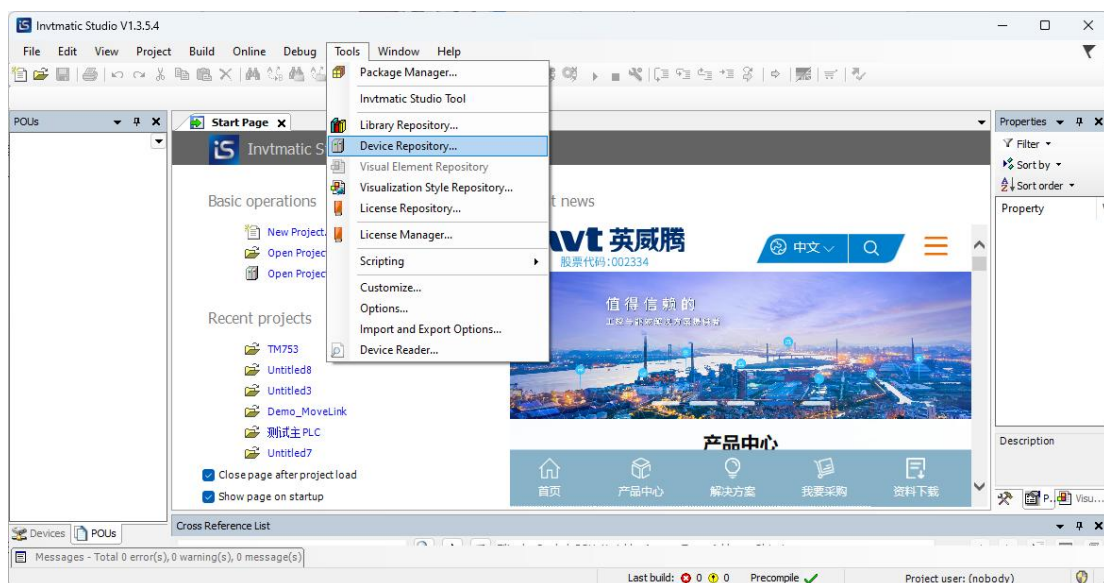 Invtmatic Studio V1.3.5.4
File Edit View Project Build Online Debug Tools Window Help
Package Manager...
Invtmatic Studio Tool
Library Repository...
Device Repository...
Visual Element Repository
Visualization Style Repository...
License Repository...
License Manager...
Scripting
Customize...
Options...
Import and Export Options...
Device Reader...
POUs
Start Page
Invtmatic S
Basic operations
New Project.
Open Projec
Open Projec
Recent projects
TM753
Untitled8
Untitled3
Demo_MoveLink
测试主PLC
Untitled7
Close page after project load
Show page on startup
t news
英威腾
股票代码:002334
中文
值得信赖的
产品中心
首页 产品中心 解决方案 我要采购 资料下载
Properties
Filter
Sort by
Sort order
Property
Description
P... Visu...
Devices POUs
Cross Reference List
Messages - Total 0 error(s), 0 warning(s), 0 message(s)
Last build: 0 0 Precompile Project user: (nobody)